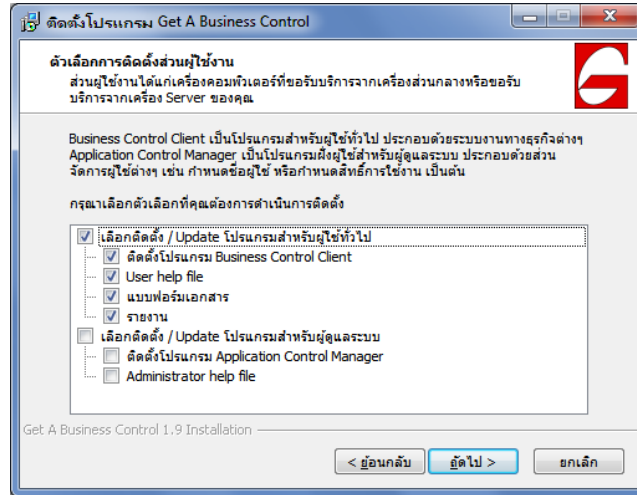 ติดตั้งโปรแกรม Get A Business Control
ตัวเลือกการติดตั้งส่วนผู้ใช้งาน
ส่วนผู้ใช้งานได้แก่เครื่องคอมพิวเตอร์ที่ขอรับบริการจากเครื่องส่วนกลางหรือขอรับ
บริการจากเครื่อง Server ของคุณ
Business Control Client เป็นโปรแกรมสำหรับผู้ใช้ทั่วไป ประกอบด้วยระบบงานทางธุรกิจต่างๆ
Application Control Manager เป็นโปรแกรมฝั่งผู้ใช้สำหรับผู้ดูแลระบบ ประกอบด้วยส่วน
จัดการผู้ใช้ต่างๆ เช่น กำหนดชื่อผู้ใช้ หรือกำหนดสิทธิ์การใช้งาน เป็นต้น
กรุณาเลือกตัวเลือกที่คุณต้องการดำเนินการติดตั้ง
เลือกติดตั้ง / Update โปรแกรมสำหรับผู้ใช้ทั่วไป
ติดตั้งโปรแกรม Business Control Client
User help file
แบบฟอร์มเอกสาร
รายงาน
เลือกติดตั้ง / Update โปรแกรมสำหรับผู้ดูแลระบบ
ติดตั้งโปรแกรม Application Control Manager
Administrator help file
Get A Business Control 1.9 Installation
< ย้อนกลับ ถัดไป > ยกเลิก